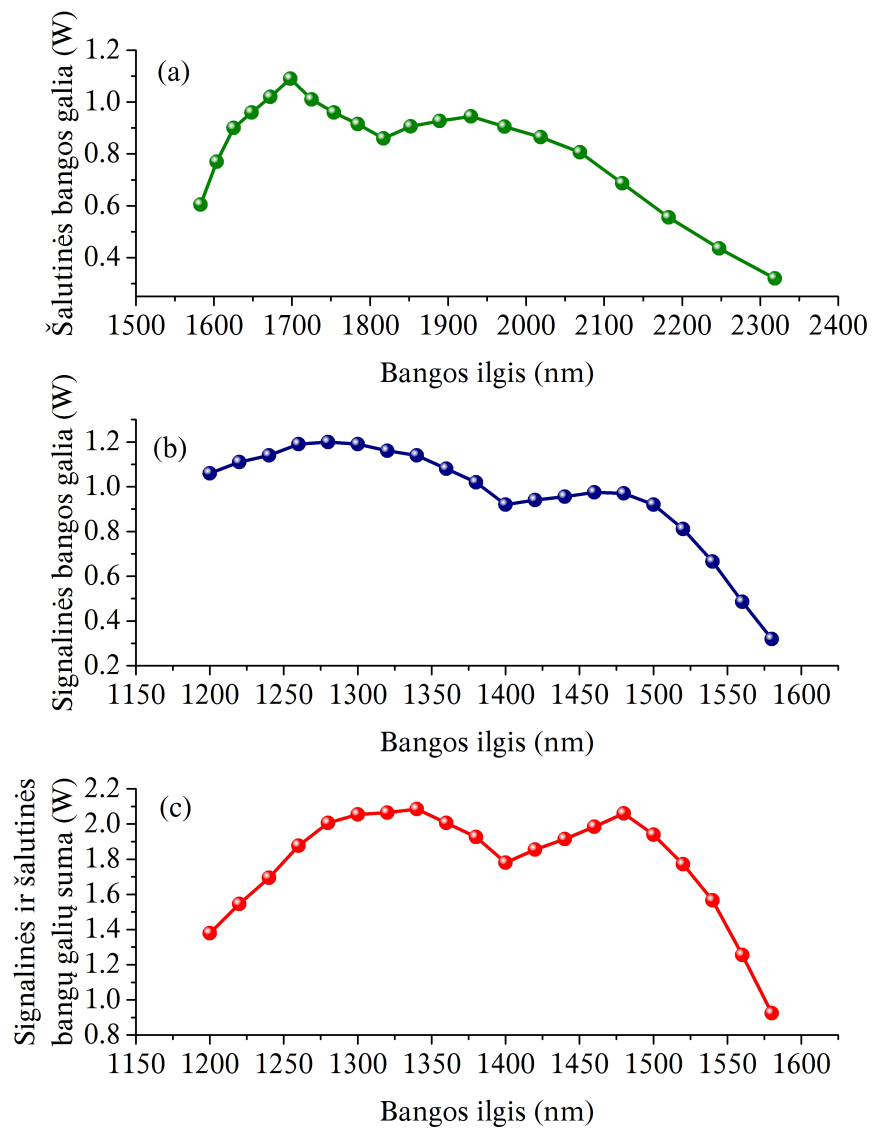 Šalutinės bangos galia (W)
(a)
1.2
1.0
0.8
0.6
0.4
1500 1600 1700 1800 1900 2000 2100 2200 2300 2400
Bangos ilgis (nm)
Signalinės bangos galia (W)
(b)
1.2
1.0
0.8
0.6
0.4
0.2
1150 1200 1250 1300 1350 1400 1450 1500 1550 1600
Bangos ilgis (nm)
Signalinės ir šalutinės
bangų galių suma (W)
(c)
2.2
2.0
1.8
1.6
1.4
1.2
1.0
0.8
1150 1200 1250 1300 1350 1400 1450 1500 1550 1600
Bangos ilgis (nm)